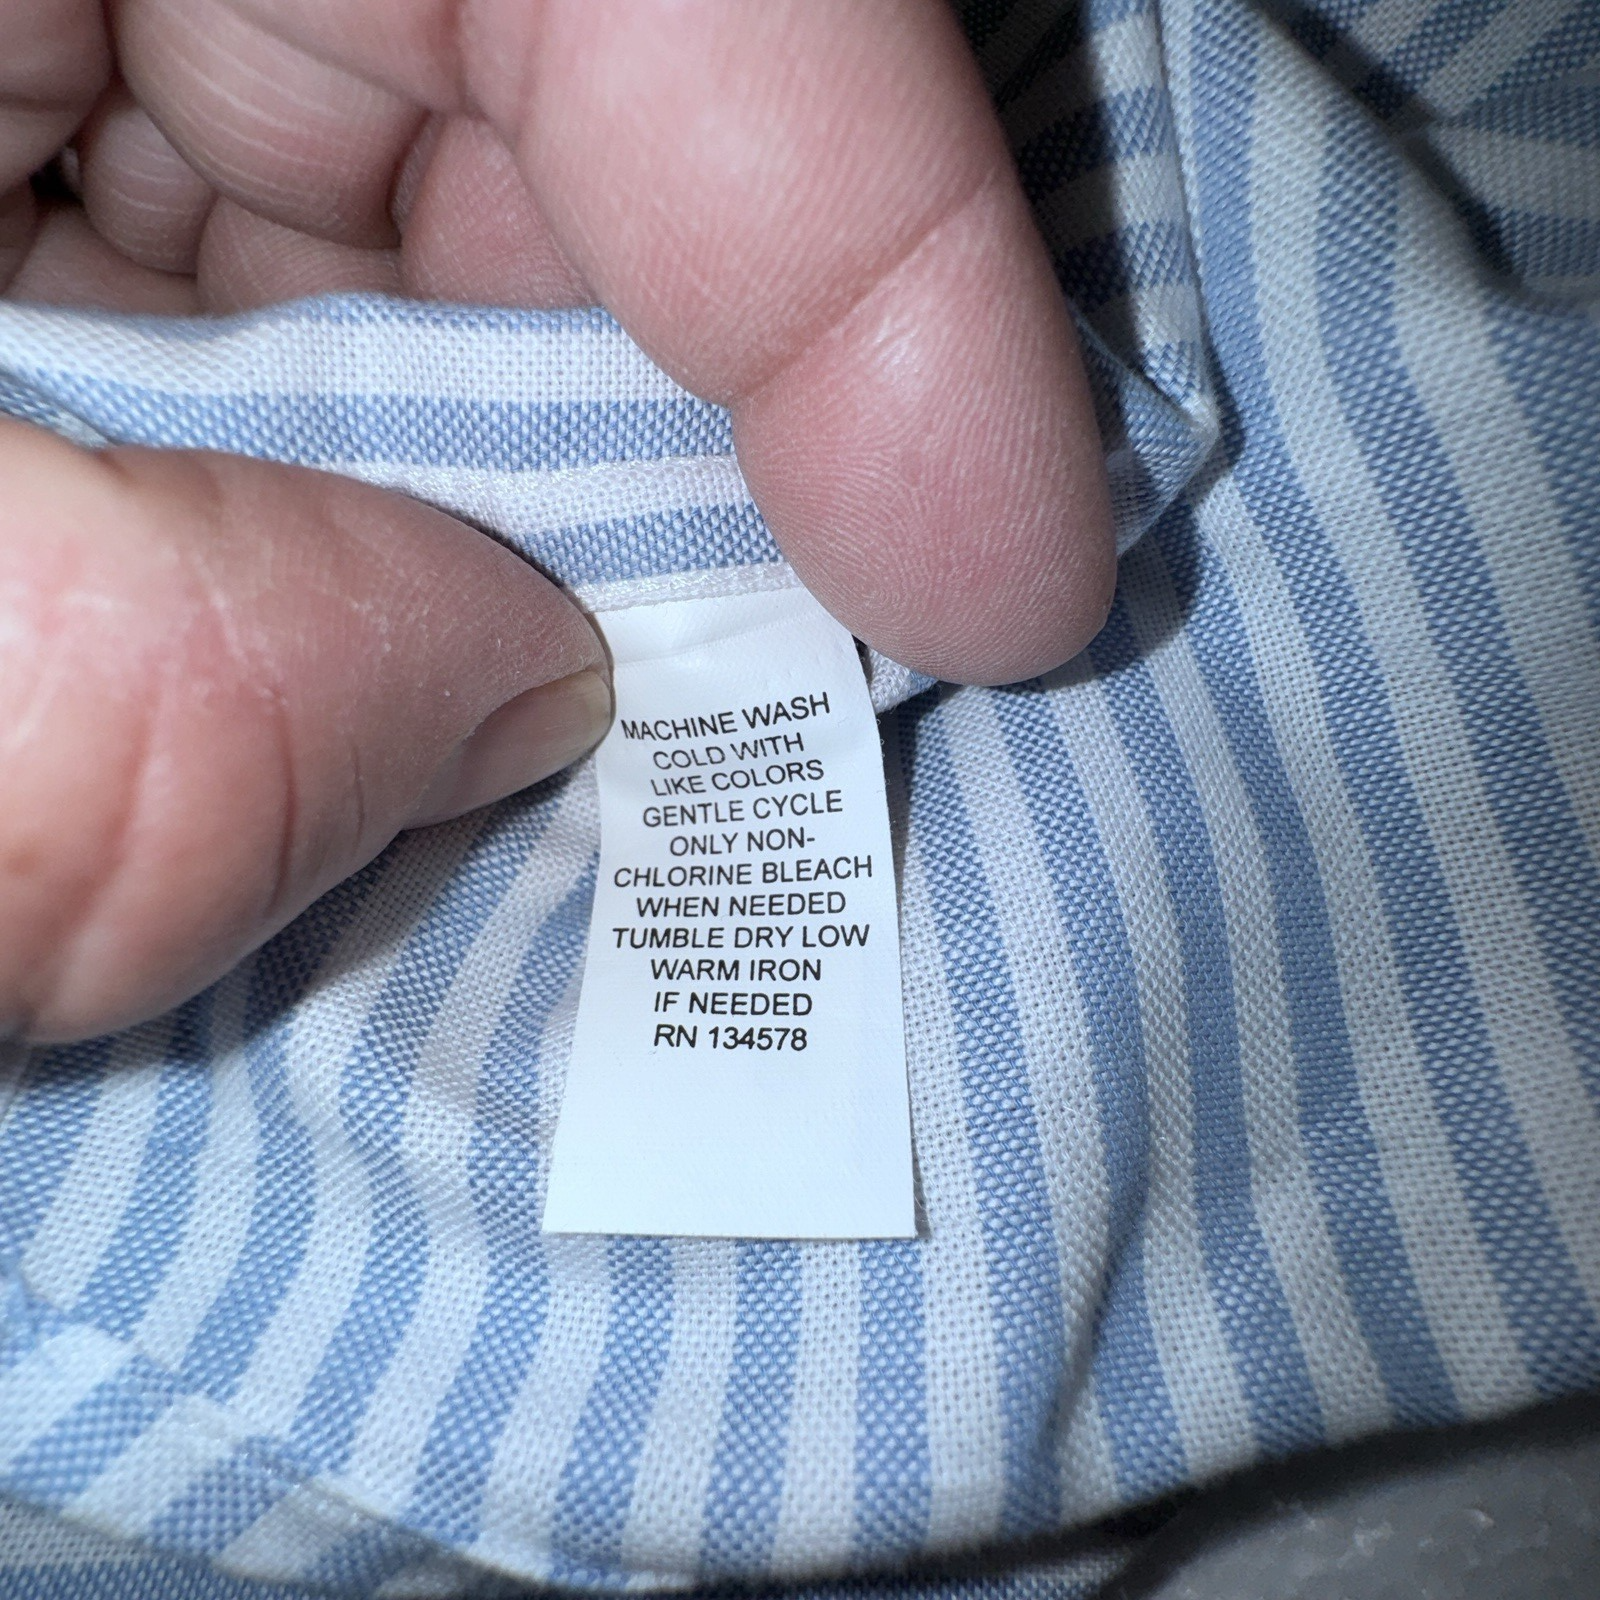 MACHINE WASH
COLD WITH
LIKE COLORS
GENTLE CYCLE
ONLY NON-
CHLORINE BLEACH
WHEN NEEDED
TUMBLE DRY LOW
WARM IRON
IF NEEDED
RN 134578